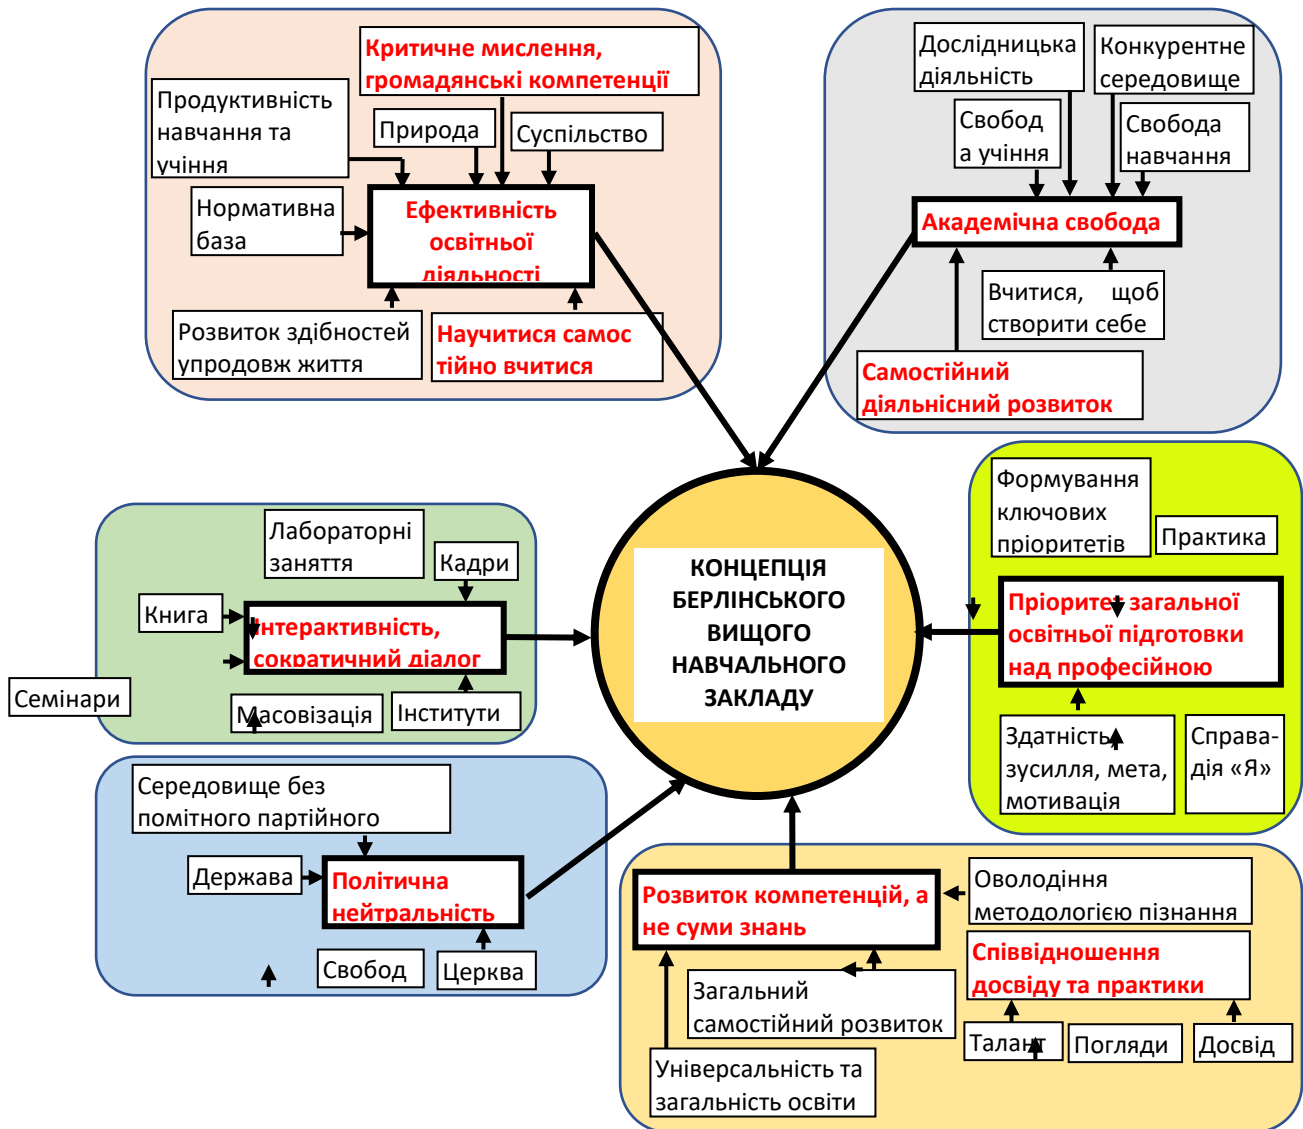 Критичне мислення,
громадянські компетенції
Продуктивність
навчання та
учіння
Природа
Суспільство
Нормативна
база
Ефективність
освітньої
діяльності
Розвиток здібностей
упродовж життя
Научитися самос
тійно вчитися
Дослідницька
діяльність
Конкурентне
середовище
Свобод
а учіння
Свобода
навчання
Академічна свобода
Вчитися, щоб
створити себе
Самостійний
діяльнісний розвиток
Лабораторні
заняття
Кадри
Книга
Інтерактивність,
сократичний діалог
Семінари
Масовізація
Інститути
КОНЦЕПЦІЯ
БЕРЛІНСЬКОГО
ВИЩОГО
НАВЧАЛЬНОГО
ЗАКЛАДУ
Формування
ключових
пріоритетів
Практика
Пріоритет загальної
освітньої підготовки
над професійною
Здатність,
зусилля, мета,
мотивація
Справа-
дія «Я»
Середовище без
помітного партійного
Держава
Політична
нейтральність
Свобод
Церква
Розвиток компетенцій, а
не суми знань
Оволодіння
методологією пізнання
Співвідношення
досвіду та практики
Загальний
самостійний розвиток
Талант
Погляди
Досвід
Універсальність та
загальність освіти